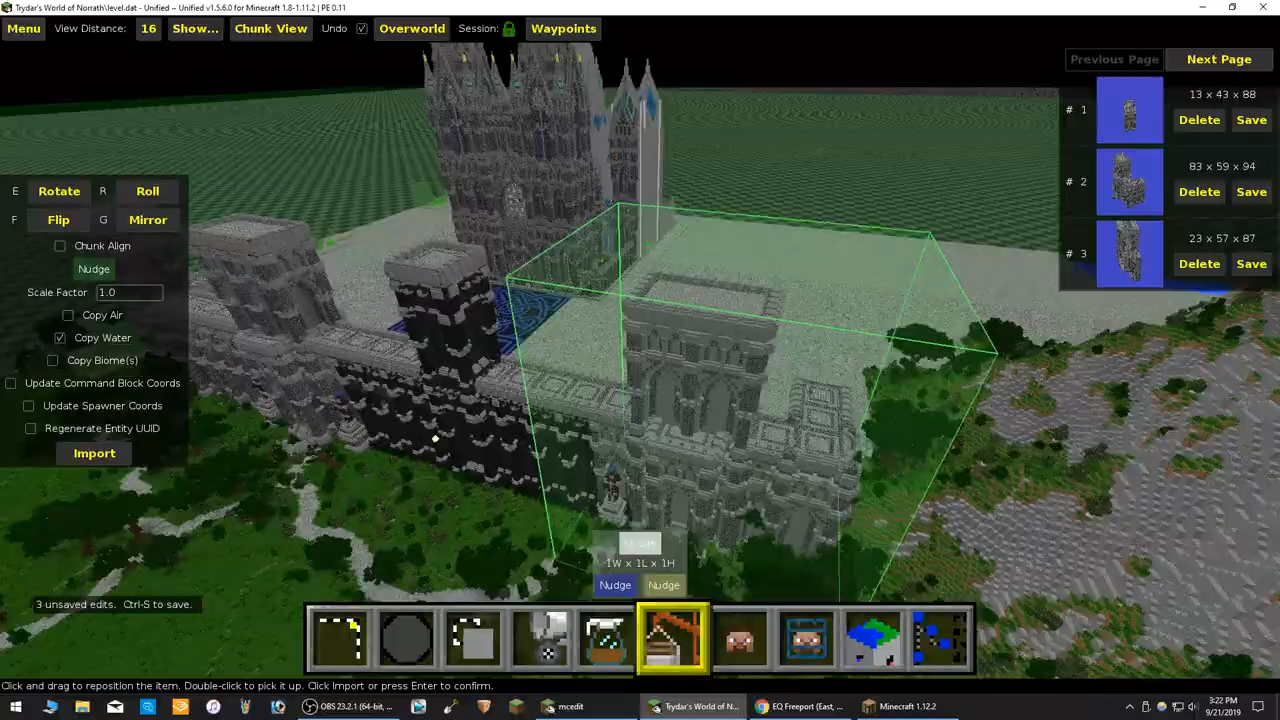 Trydar's World of Norrath\level.dat - Unified ~ Unified v1.5.6.0 for Minecraft 1.8-1.11.2 | PE 0.11
Menu View Distance: 16 Show... Chunk View Undo Overworld Session: Waypoints
Previous Page Next Page
# 1 13 x 43 x 88
Delete Save
# 2 83 x 59 x 94
Delete Save
# 3 23 x 57 x 87
Delete Save
E Rotate R Roll
F Flip G Mirror
Chunk Align
Nudge
Scale Factor 1.0
Copy Air
Copy Water
Copy Biome(s)
Update Command Block Coords
Update Spawner Coords
Regenerate Entity UUID
Import
1W x 1L x 1H
Nudge Nudge
3 unsaved edits. Ctrl-S to save.
Click and drag to reposition the item. Double-click to pick it up. Click Import or press Enter to confirm.
OBS 23.2.1 (64-bit, ... mcedit Trydar's World of N... EQ Freeport (East, ... Minecraft 1.12.2
3:22 PM
9/21/2019